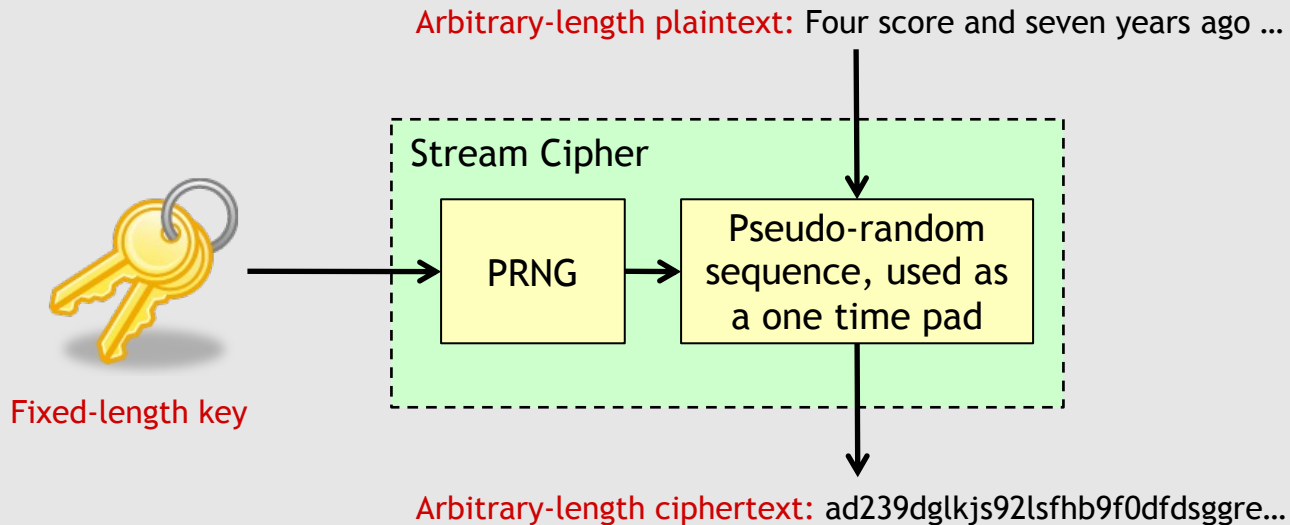 Arbitrary-length plaintext: Four score and seven years ago …
Stream Cipher
PRNG
Pseudo-random
sequence, used as
a one time pad
Fixed-length key
Arbitrary-length ciphertext: ad239dglkjs92lsfhb9f0dfdsggre…